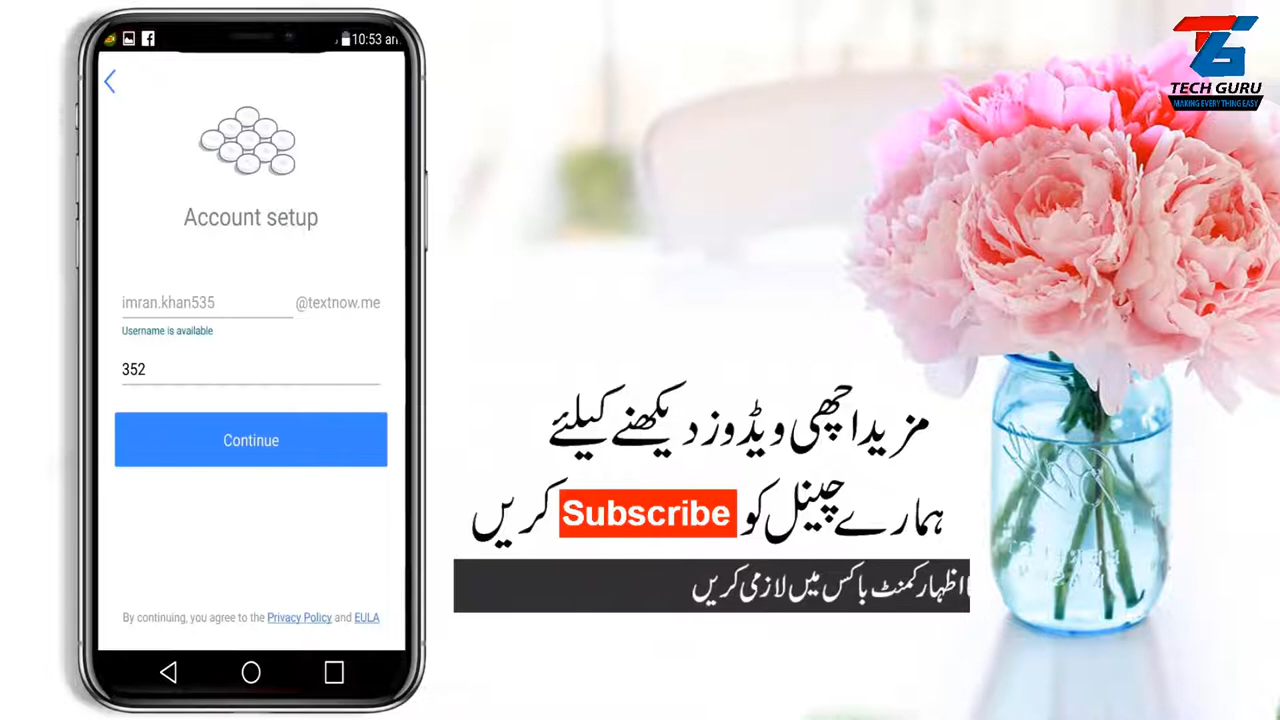 10:53 am
Account setup
imran.khan535 @textnow.me
Username is available
352
Continue
By continuing, you agree to the Privacy Policy and EULA
TECH GURU
MAKING EVERYTHING EASY
مزید اچھی ویڈوز دیکھنے کیلئے
ہمارے چینل کو Subscribe کریں
اظہار کمنٹ باکس میں لازمی کریں